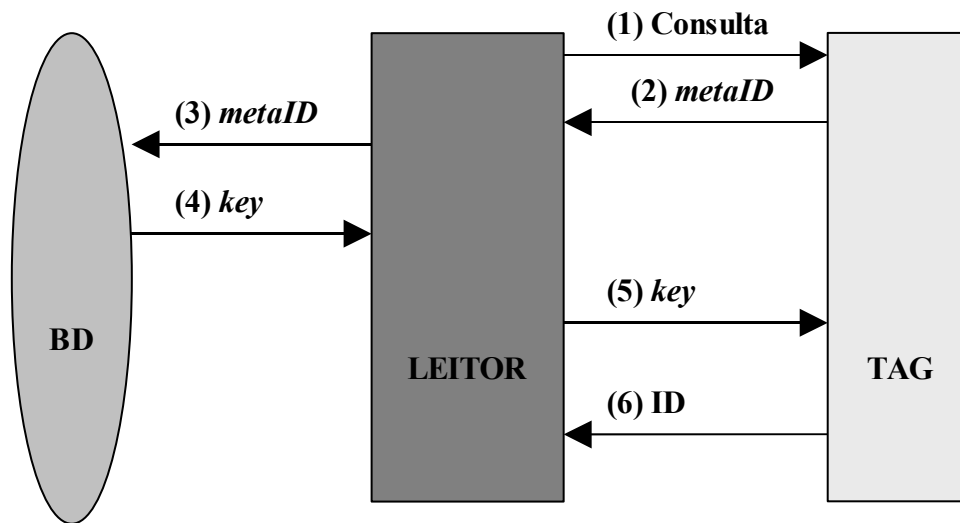 (1) Consulta
(2) metaID
(3) metaID
(4) key
(5) key
BD
LEITOR
TAG
(6) ID